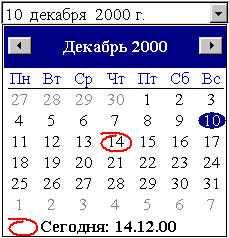 10 декабря 2000 г.
Декабрь 2000
Пн Вт Ср Чт Пт Сб Вс
27 28 29 30 1 2 3
4 5 6 7 8 9 10
11 12 13 14 15 16 17
18 19 20 21 22 23 24
25 26 27 28 29 30 31
1 2 3 4 5 6 7
Сегодня: 14.12.00